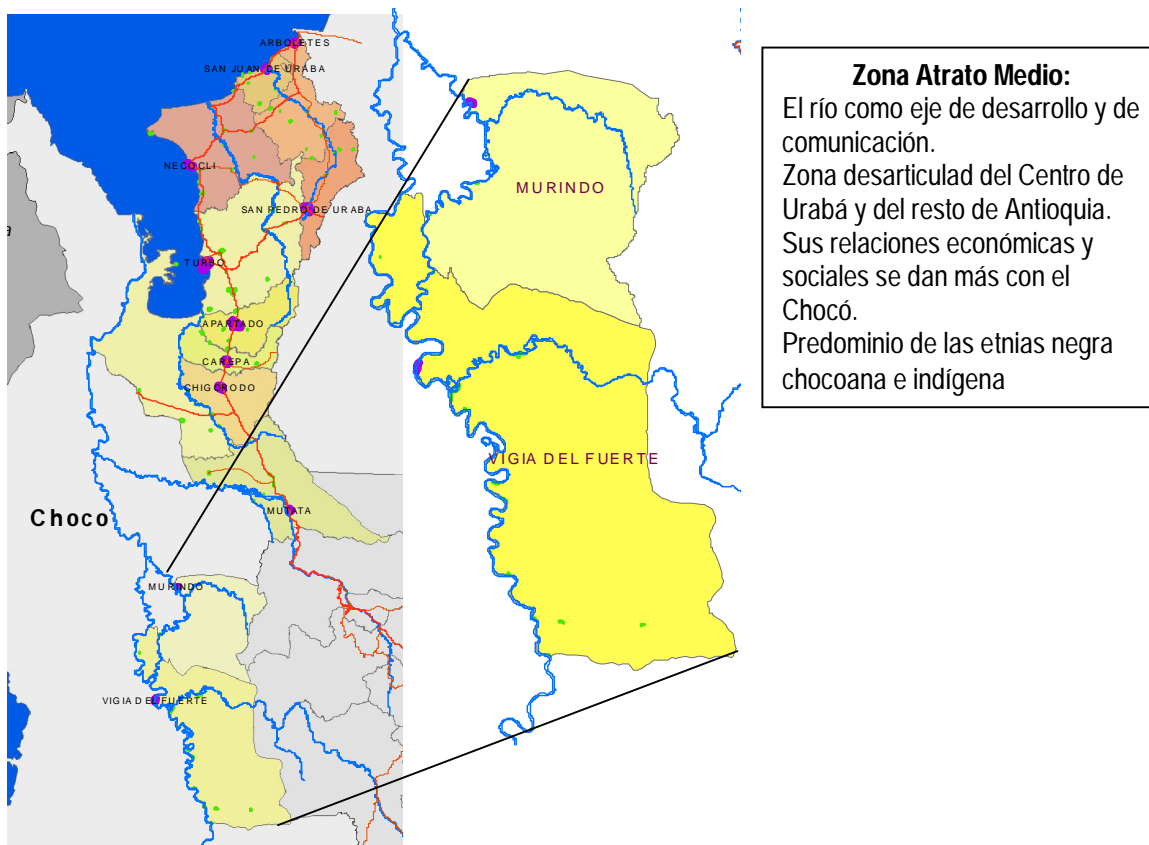 ARBOLETES
SAN JUAN DE URABA
NECOCLI
SAN PEDRO DE URABA
TURBO
APARTADO
CAREPA
CHIGORODO
Choco
MUTATA
MURINDO
VIGIA DEL FUERTE
MURINDO
VIGIA DEL FUERTE
Zona Atrato Medio:
El río como eje de desarrollo y de
comunicación.
Zona desarticulad del Centro de
Urabá y del resto de Antioquia.
Sus relaciones económicas y
sociales se dan más con el
Chocó.
Predominio de las etnias negra
chocoana e indígena